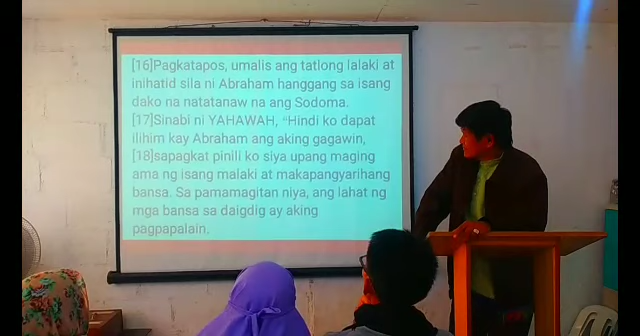 [16]Pagkatapos, umalis ang tatlong lalaki at
inihatid sila ni Abraham hanggang sa isang
dako na natatanaw na ang Sodoma.
[17]Sinabi ni YAHAWAH, “Hindi ko dapat
ilihim kay Abraham ang aking gagawin,
[18]sapagkat pinili ko siya upang maging
ama ng isang malaki at makapangyarihang
bansa. Sa pamamagitan niya, ang lahat ng
mga bansa sa daigdig ay aking
pagpapalain.